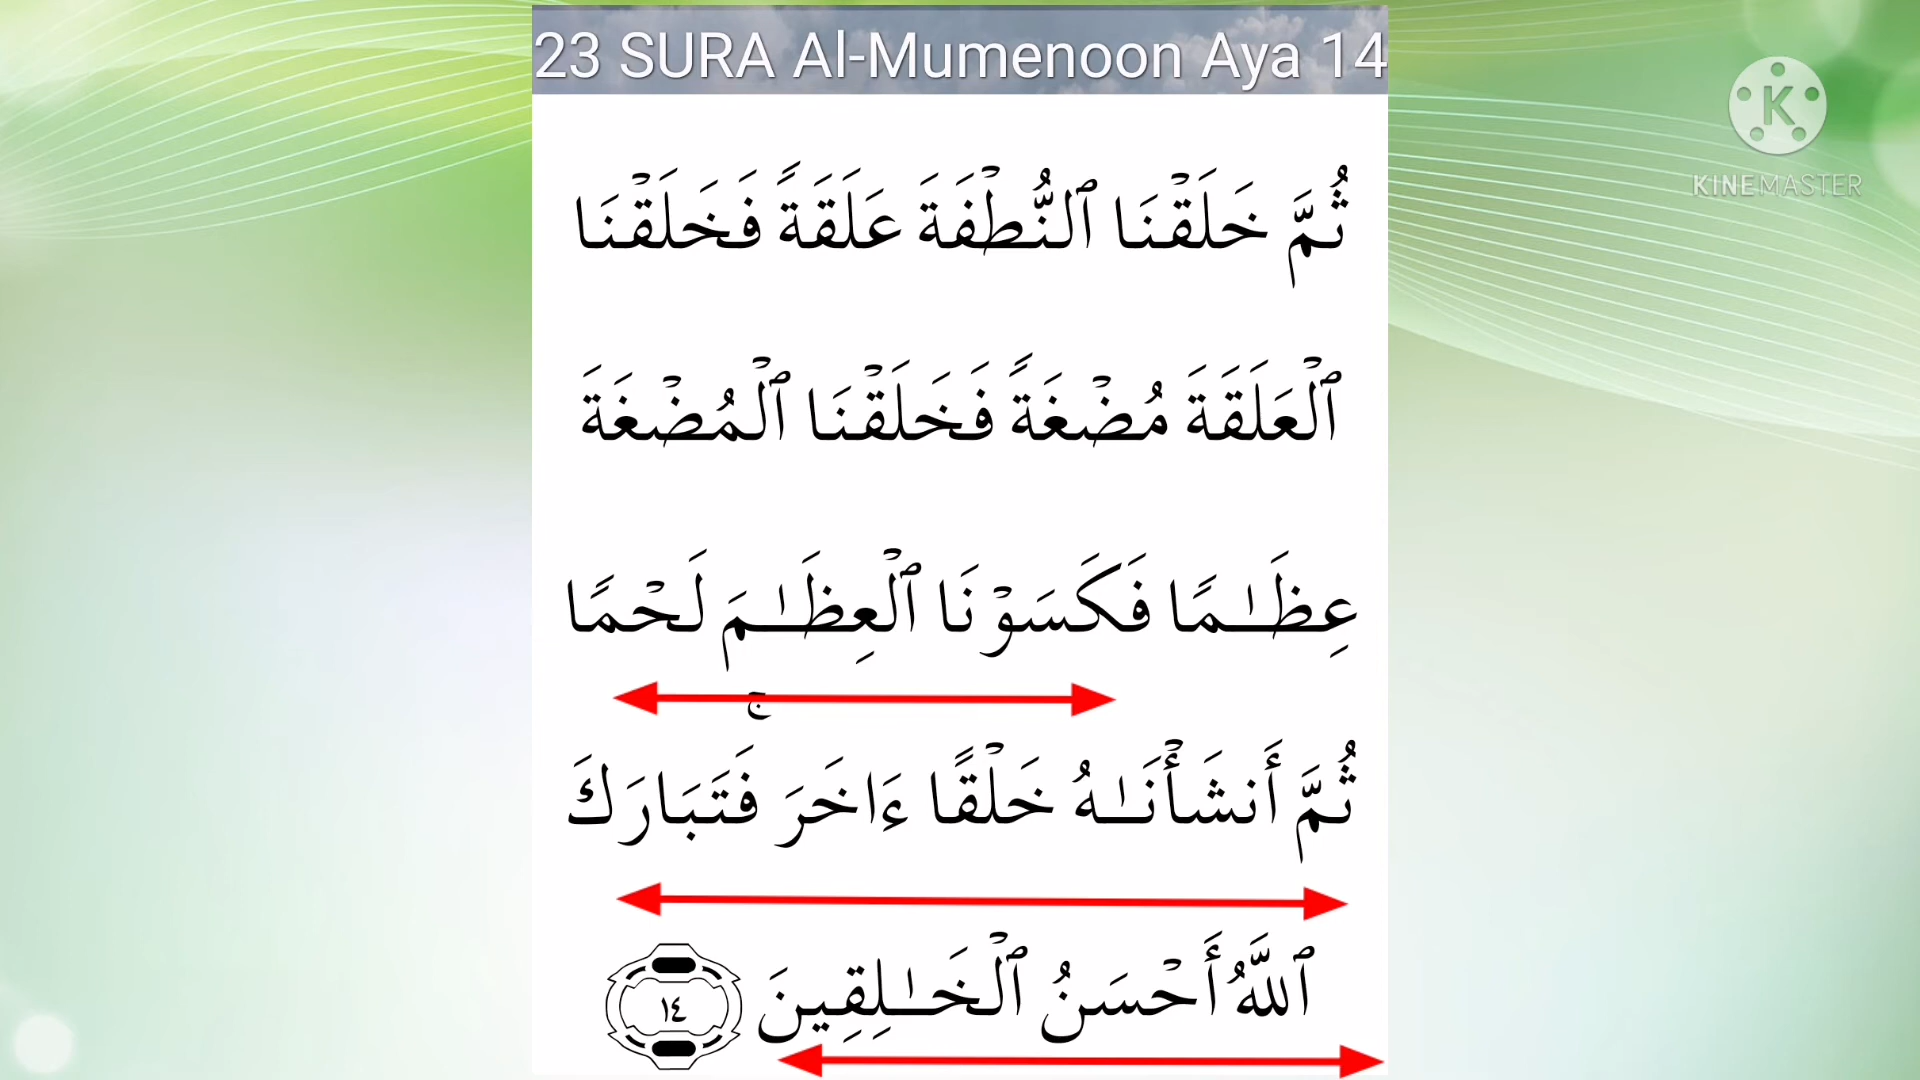 23 SURA Al-Mumenoon Aya 14
K
KINEMASTER
ثُمَّ خَلَقْنَا ٱلنُّطْفَةَ عَلَقَةً فَخَلَقْنَا
ٱلْعَلَقَةَ مُضْغَةً فَخَلَقْنَا ٱلْمُضْغَةَ
عِظَـٰمًا فَكَسَوْنَا ٱلْعِظَـٰمَ لَحْمًا
ثُمَّ أَنشَأْنَـٰهُ خَلْقًا ءَاخَرَ ۚ فَتَبَارَكَ
ٱللَّهُ أَحْسَنُ ٱلْخَـٰلِقِينَ ١٤